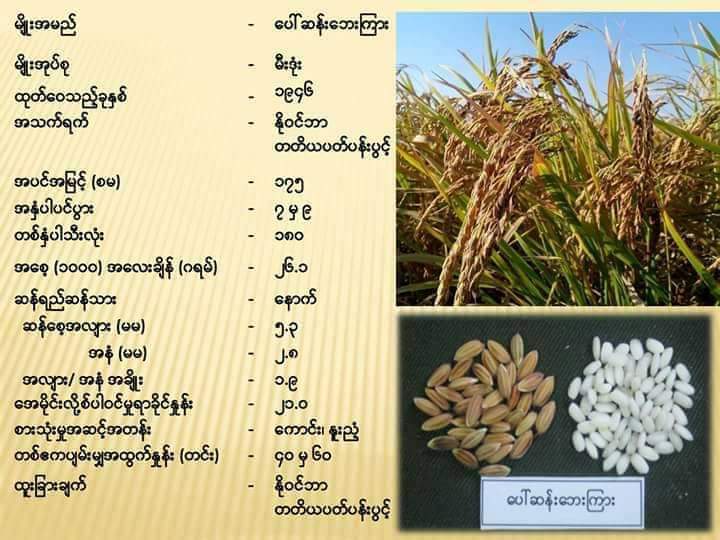 မျိုးအမည် - ပေါ်ဆန်းဘေးကြား
မျိုးအုပ်စု - မီးဒုံး
ထုတ်ဝေသည့်ခုနှစ် - ၁၉၄၆
အသက်ရက် - နိုဝင်ဘာ
တတိယပတ်ပန်းပွင့်
အပင်အမြင့် (စမ) - ၁၇၅
အနှံပါပင်ပွား - ၇ မှ ၉
တစ်နှံပါသီးလုံး - ၁၈၀
အစေ့ (၁၀၀၀) အလေးချိန် (ဂရမ်) - ၂၆.၁
ဆန်ရည်ဆန်သား - နောက်
ဆန်စေ့အလျား (မမ) - ၅.၃
အနံ (မမ) - ၂.၈
အလျား/ အနံ အချိုး - ၁.၉
အေမိုင်းလို့စ်ပါဝင်မှုရာခိုင်နှုန်း - ၂၁.၀
စားသုံးမှုအဆင့်အတန်း - ကောင်း၊ နူးညံ့
တစ်ဧကပျမ်းမျှအထွက်နှုန်း (တင်း) - ၄၀ မှ ၆၀
ထူးခြားချက် - နိုဝင်ဘာ
တတိယပတ်ပန်းပွင့်
ပေါ်ဆန်းဘေးကြား